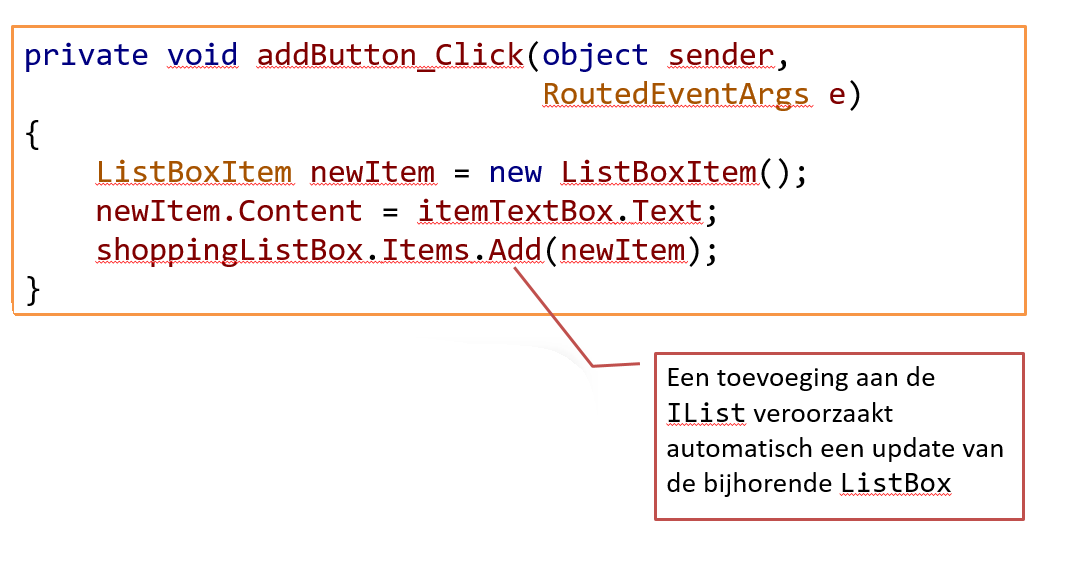 private void addButton_Click(object sender,
RoutedEventArgs e)
{
ListBoxItem newItem = new ListBoxItem();
newItem.Content = itemTextBox.Text;
shoppingListBox.Items.Add(newItem);
}
Een toevoeging aan de
IList veroorzaakt
automatisch een update van
de bijhorende ListBox